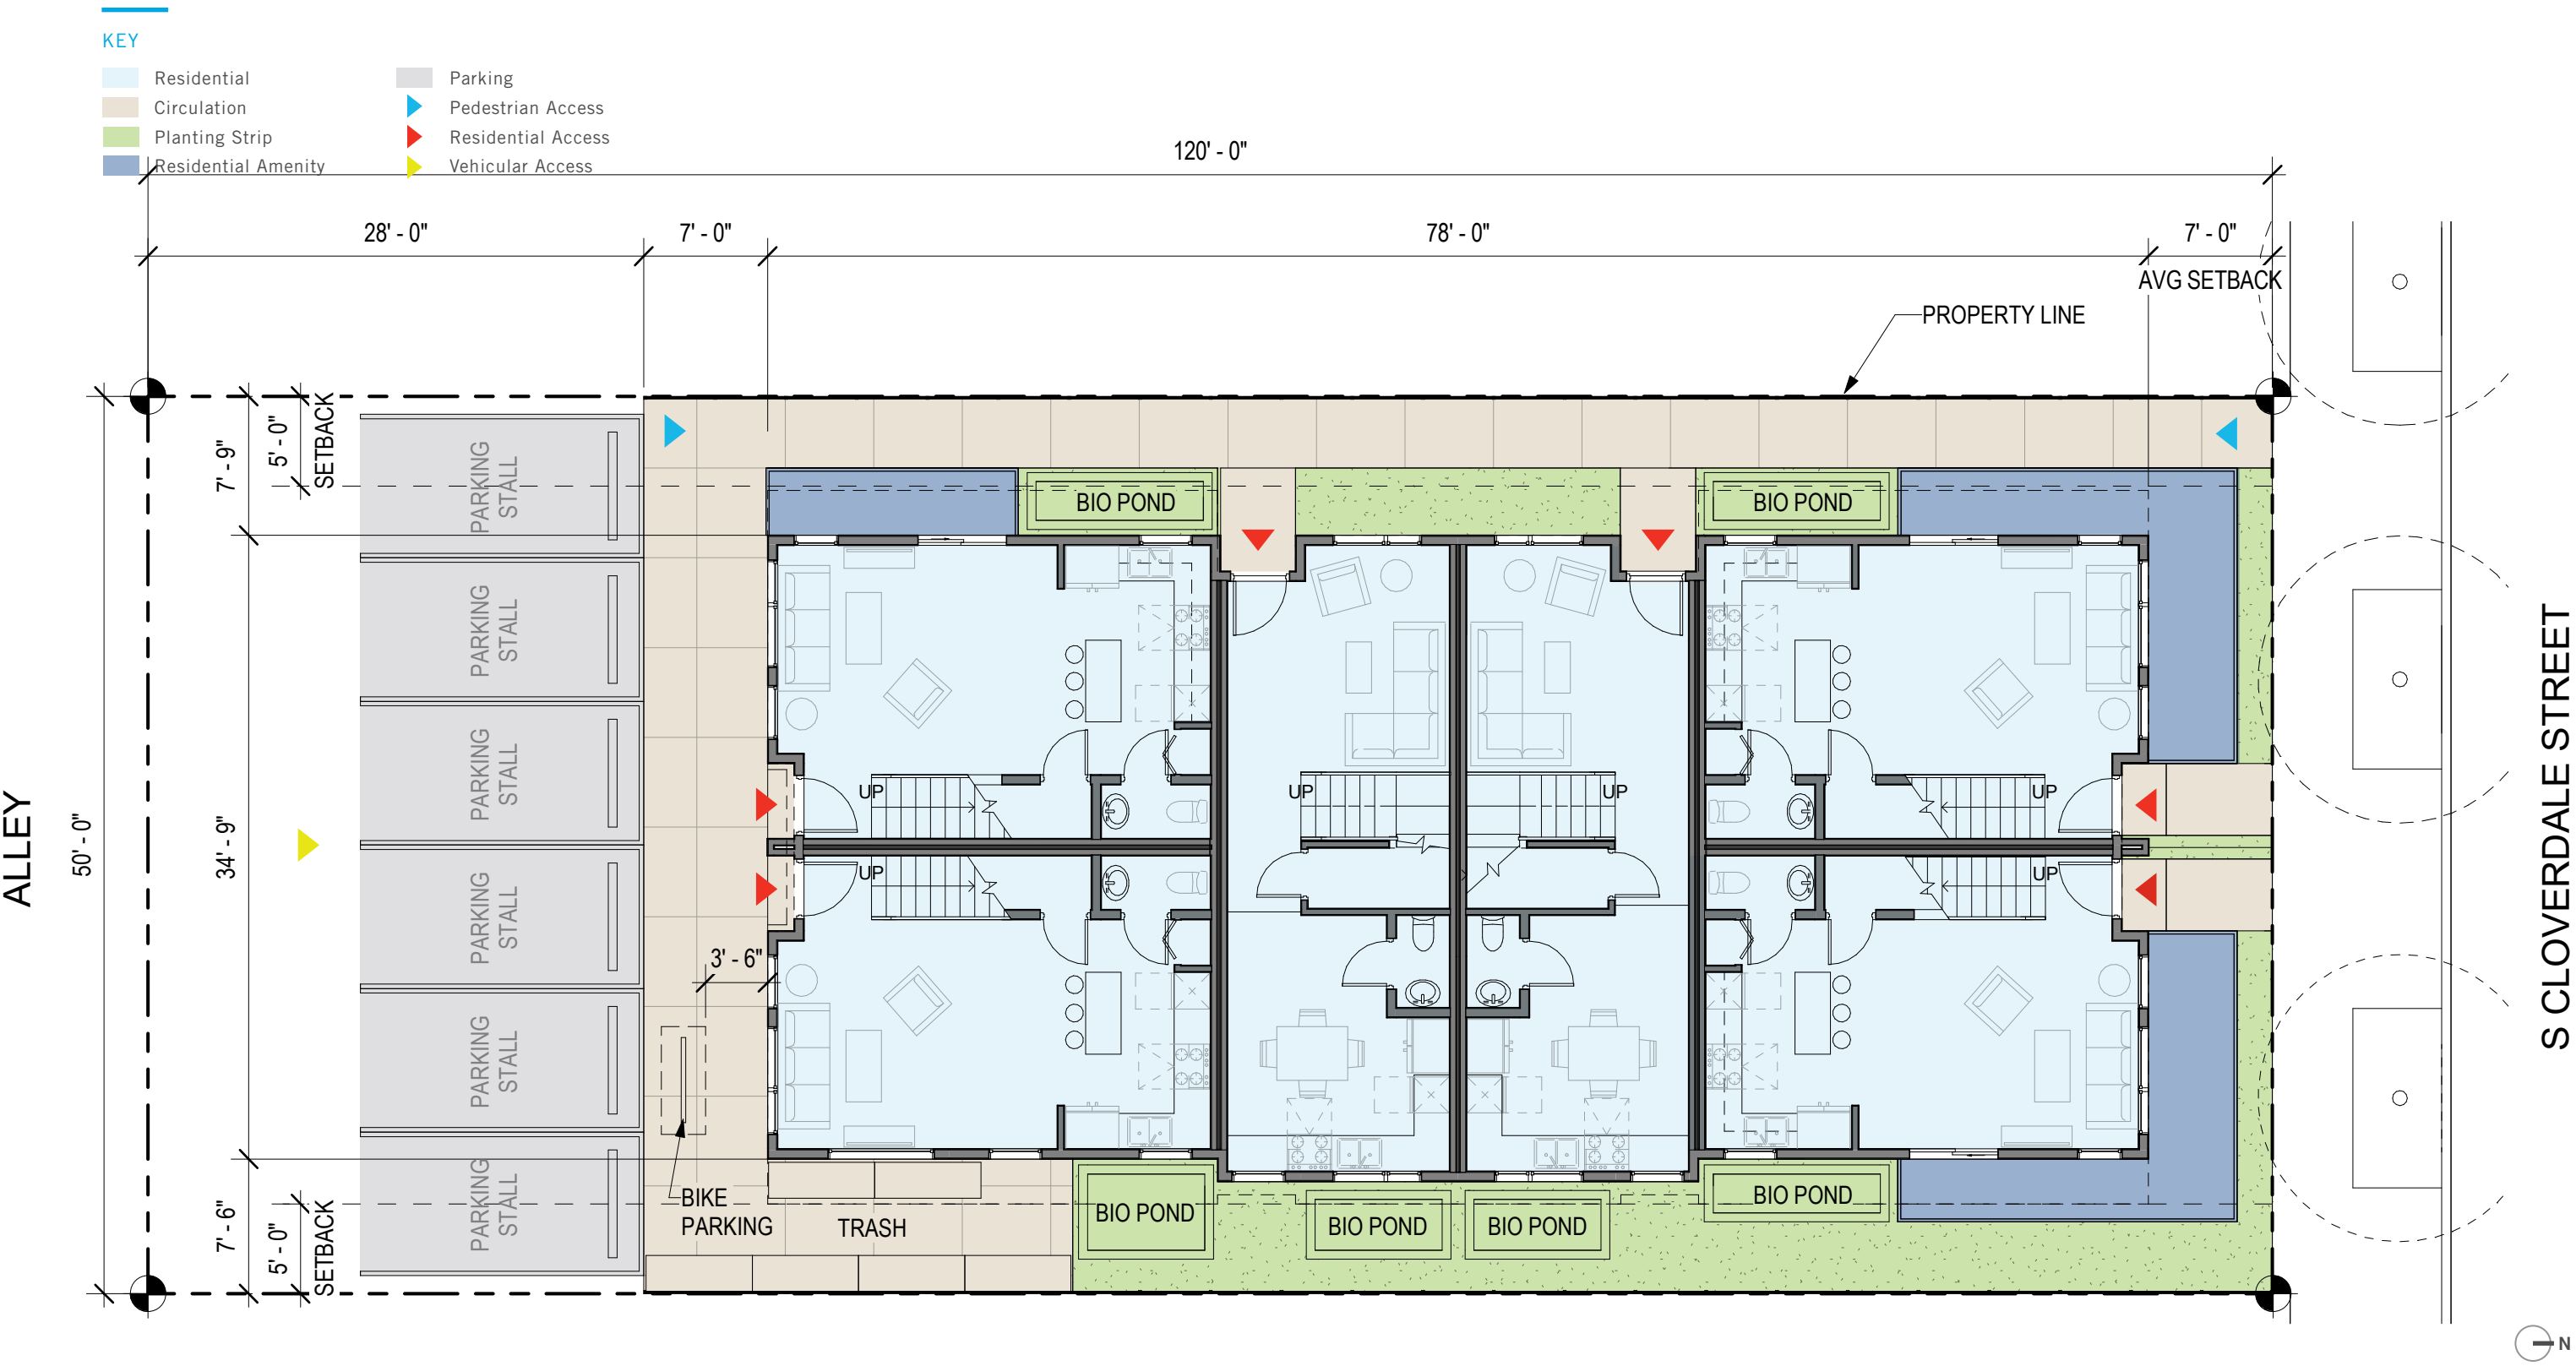 KEY
Residential
Circulation
Planting Strip
Residential Amenity
Parking
Pedestrian Access
Residential Access
Vehicular Access
120' - 0"
28' - 0"
7' - 0"
78' - 0"
7' - 0"
AVG SETBACK
PROPERTY LINE
ALLEY
50' - 0"
7' - 9"
34' - 9"
7' - 6"
5' - 0"
SETBACK
5' - 0"
SETBACK
PARKING
STALL
PARKING
STALL
PARKING
STALL
PARKING
STALL
PARKING
STALL
PARKING
STALL
BIO POND
BIO POND
UP
UP
UP
UP
UP
UP
3' - 6"
BIKE
PARKING
TRASH
BIO POND
BIO POND
BIO POND
BIO POND
S CLOVERDALE STREET
N